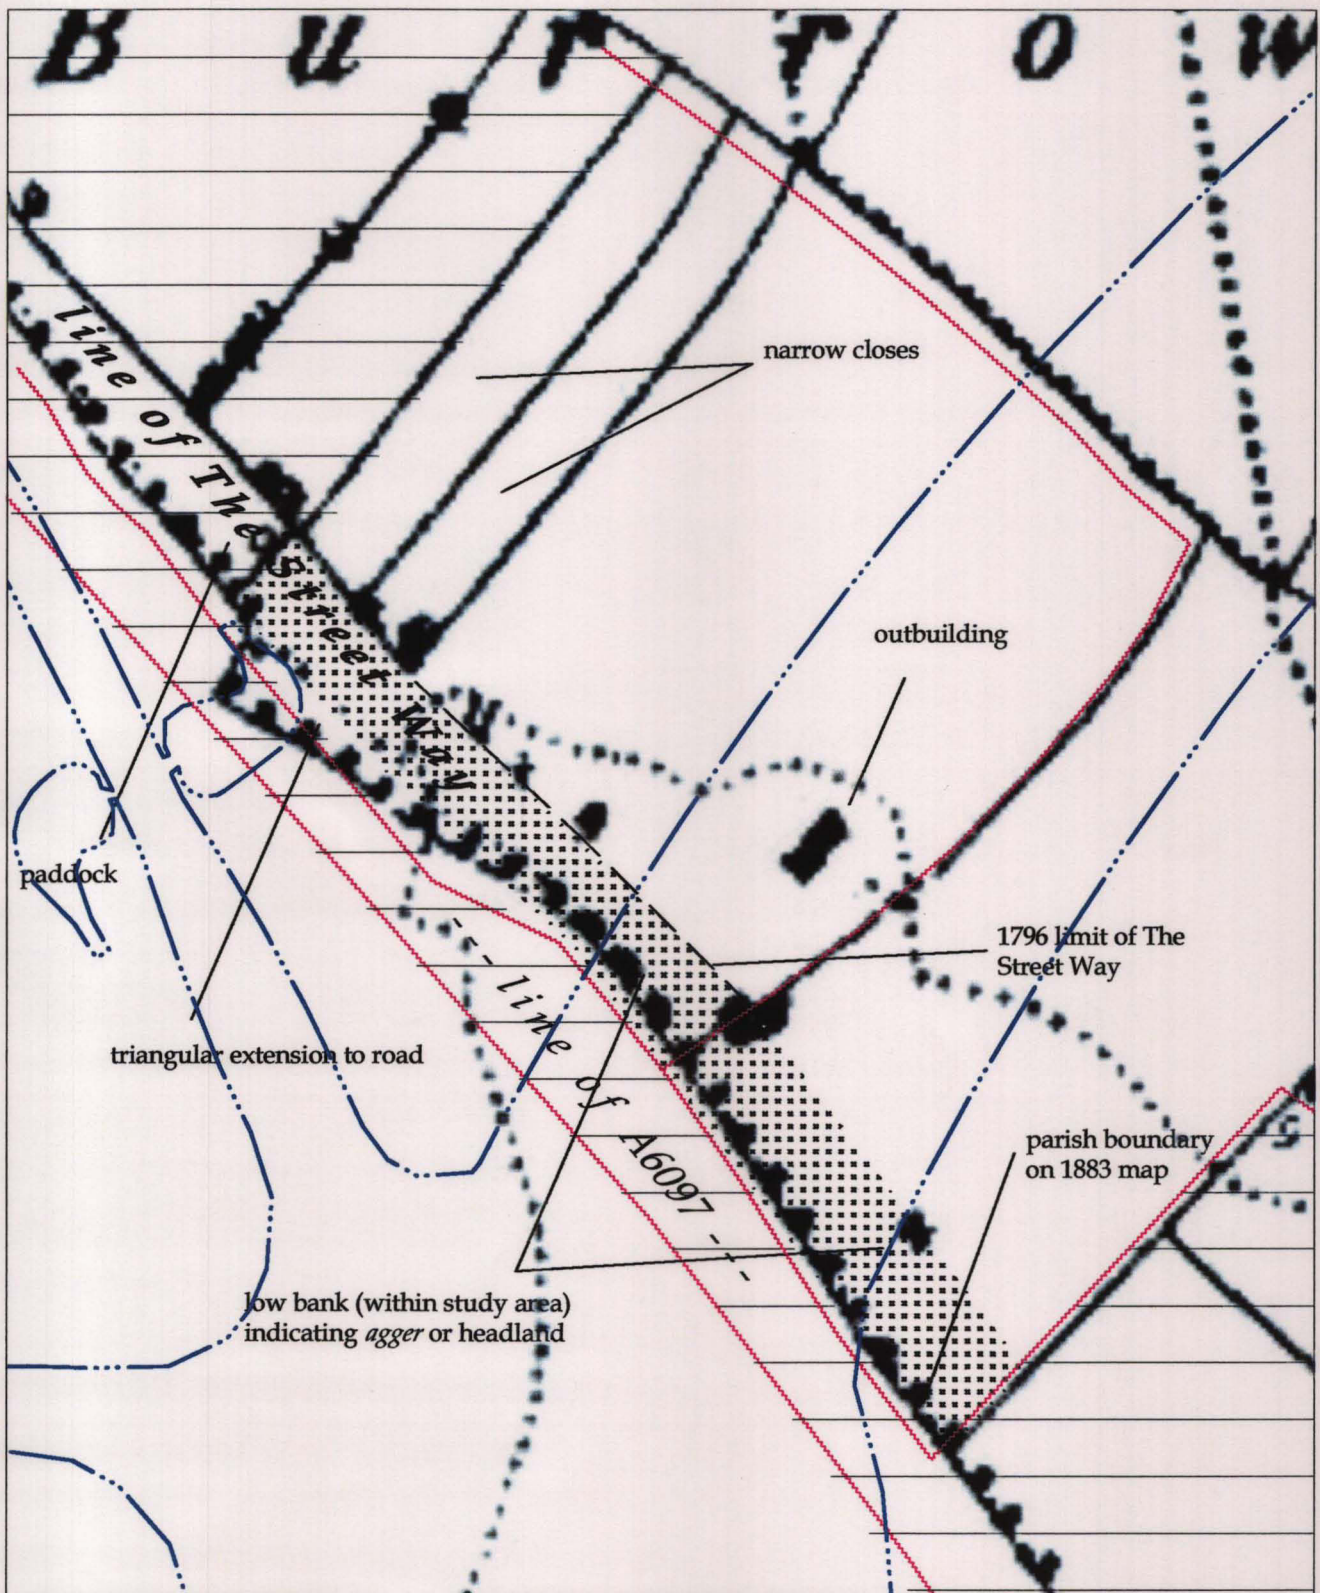 B u r r o w
narrow closes
line of The Street Way
outbuilding
paddock
1796 limit of The
Street Way
triangular extension to road
--- line of A6097 ---
parish boundary
on 1883 map
low bank (within study area)
indicating agger or headland